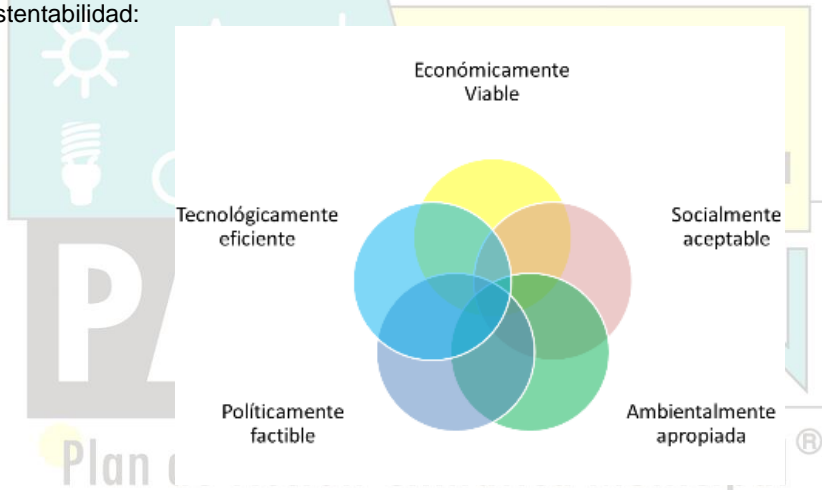 stentabilidad:
Económicamente
Viable
Tecnológicamente
eficiente
Socialmente
aceptable
Políticamente
factible
Ambientalmente
apropiada
Plan
®